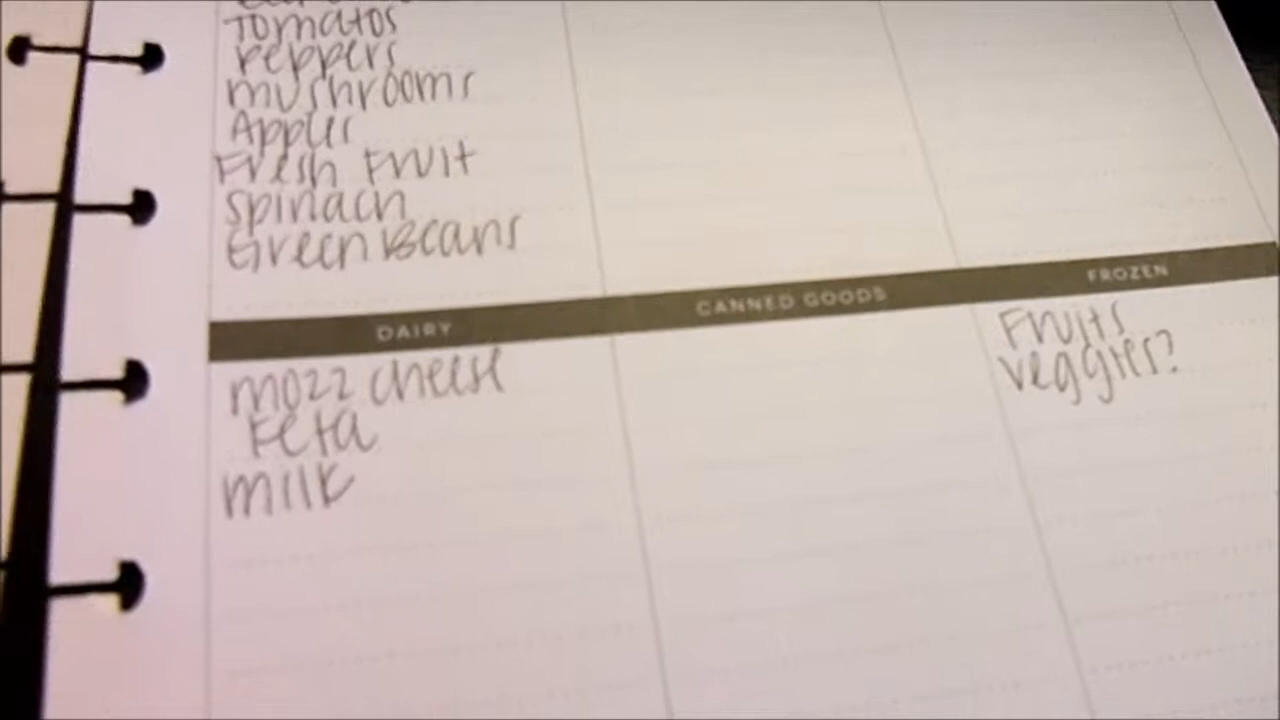 Tomatos
Peppers
mushrooms
Apples
Fresh Fruit
spinach
Green Beans
DAIRY
CANNED GOODS
FROZEN
mozz cheese
Feta
milk
Fruits
veggies?